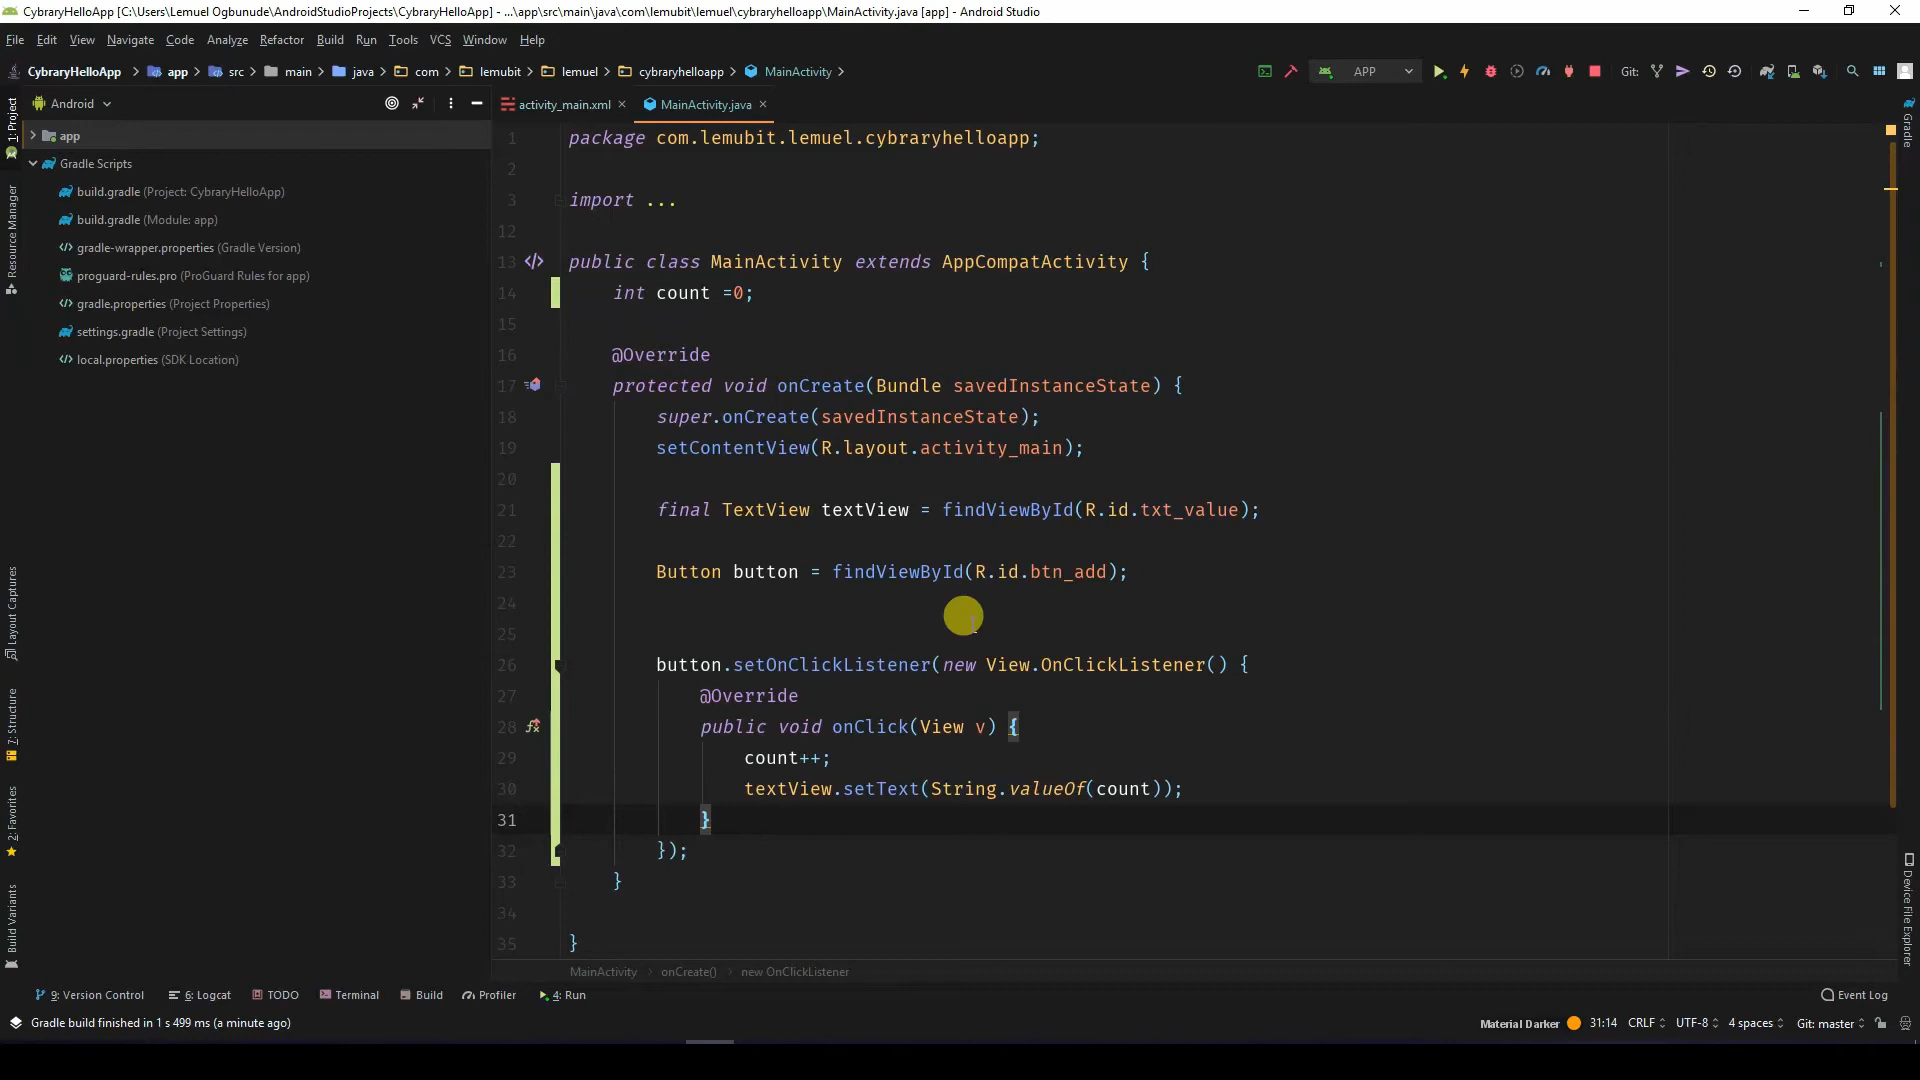 CybraryHelloApp [C:\Users\Lemuel Ogbunude\AndroidStudioProjects\CybraryHelloApp] - ...\app\src\main\java\com\lemubit\lemuel\cybraryhelloapp\MainActivity.java [app] - Android Studio
File Edit View Navigate Code Analyze Refactor Build Run Tools VCS Window Help
CybraryHelloApp app src main java com lemubit lemuel cybraryhelloapp MainActivity APP Git:
Android
activity_main.xml MainActivity.java
1: Project
Resource Manager
Layout Captures
7: Structure
2: Favorites
Build Variants
app
Gradle Scripts
build.gradle (Project: CybraryHelloApp)
build.gradle (Module: app)
gradle-wrapper.properties (Gradle Version)
proguard-rules.pro (ProGuard Rules for app)
gradle.properties (Project Properties)
settings.gradle (Project Settings)
local.properties (SDK Location)
1 package com.lemubit.lemuel.cybraryhelloapp;
2
3 import ...
12
13 public class MainActivity extends AppCompatActivity {
14 int count =0;
15
16 @Override
17 protected void onCreate(Bundle savedInstanceState) {
18 super.onCreate(savedInstanceState);
19 setContentView(R.layout.activity_main);
20
21 final TextView textView = findViewById(R.id.txt_value);
22
23 Button button = findViewById(R.id.btn_add);
24
25
26 button.setOnClickListener(new View.OnClickListener() {
27 @Override
28 public void onClick(View v) {
29 count++;
30 textView.setText(String.valueOf(count));
31 }
32 });
33 }
34
35 }
MainActivity onCreate() new OnClickListener
Gradle
Device File Explorer
9: Version Control 6: Logcat TODO Terminal Build Profiler 4: Run Event Log
Gradle build finished in 1 s 499 ms (a minute ago) Material Darker 31:14 CRLF UTF-8 4 spaces Git: master